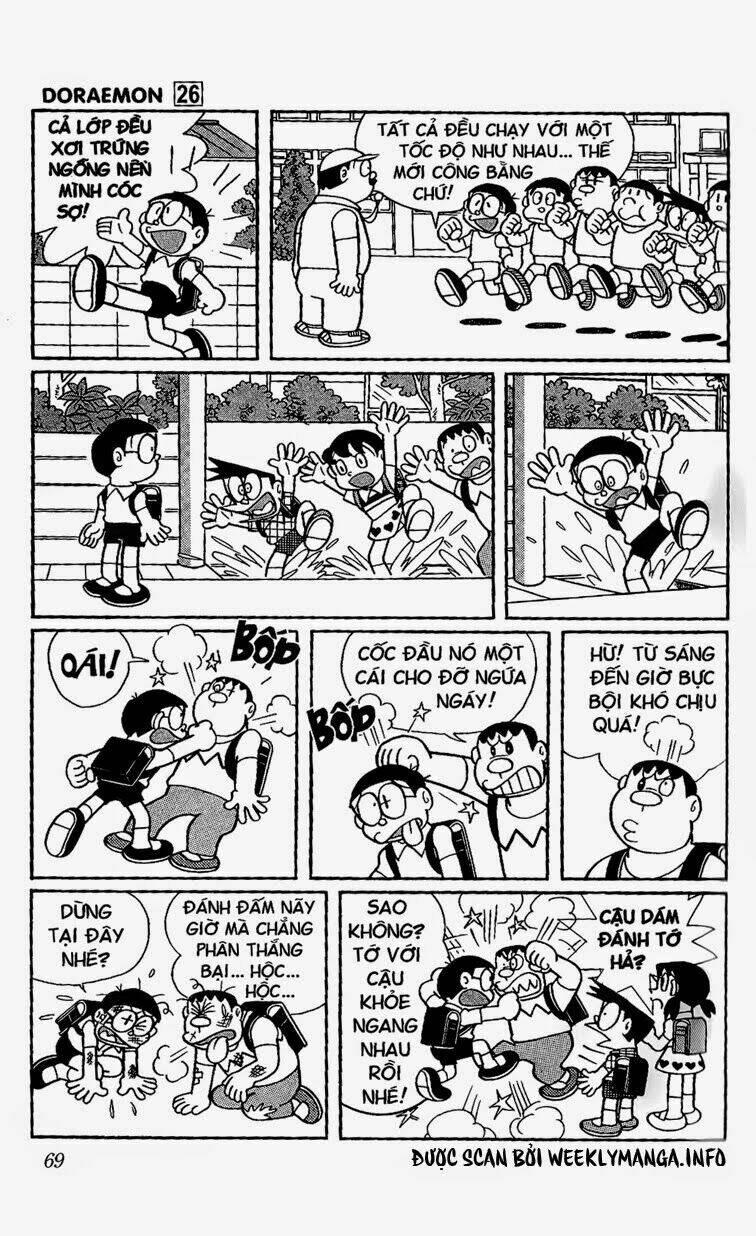 DORAEMON 26
TẤT CẢ ĐỀU CHẠY VỚI MỘT
TỐC ĐỘ NHƯ NHAU... THẾ
MỚI CÔNG BẰNG
CHỨ!
CẢ LỚP ĐỀU
XƠI TRỨNG
NGỖNG NÊN
MÌNH CÓC
SỢ!
HỪ! TỪ SÁNG
ĐẾN GIỜ BỰC
BỘI KHÓ CHỊU
QUÁ!
CỐC ĐẦU NÓ MỘT
CÁI CHO ĐỠ NGỨA
NGÁY!
BỐP
QÁI!
BỐP
CẬU DÁM
ĐÁNH TỚ
HẢ?
SAO
KHÔNG?
TỚ VỚI
CẬU
KHỎE
NGANG
NHAU
RỒI
NHÉ!
ĐÁNH ĐẤM NÃY
GIỜ MÀ CHẲNG
PHÂN THẮNG
BẠI... HỘC...
HỘC...
DỪNG
TẠI ĐÂY
NHÉ?
69
ĐƯỢC SCAN BỞI WEEKLYMANGA.INFO